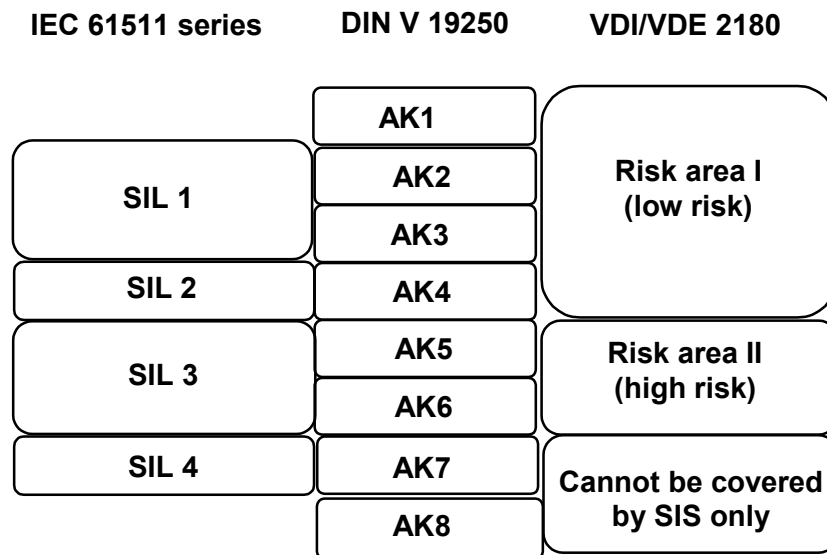 IEC 61511 series
DIN V 19250
VDI/VDE 2180
SIL 1
SIL 2
SIL 3
SIL 4
AK1
AK2
AK3
AK4
AK5
AK6
AK7
AK8
Risk area I
(low risk)
Risk area II
(high risk)
Cannot be covered
by SIS only